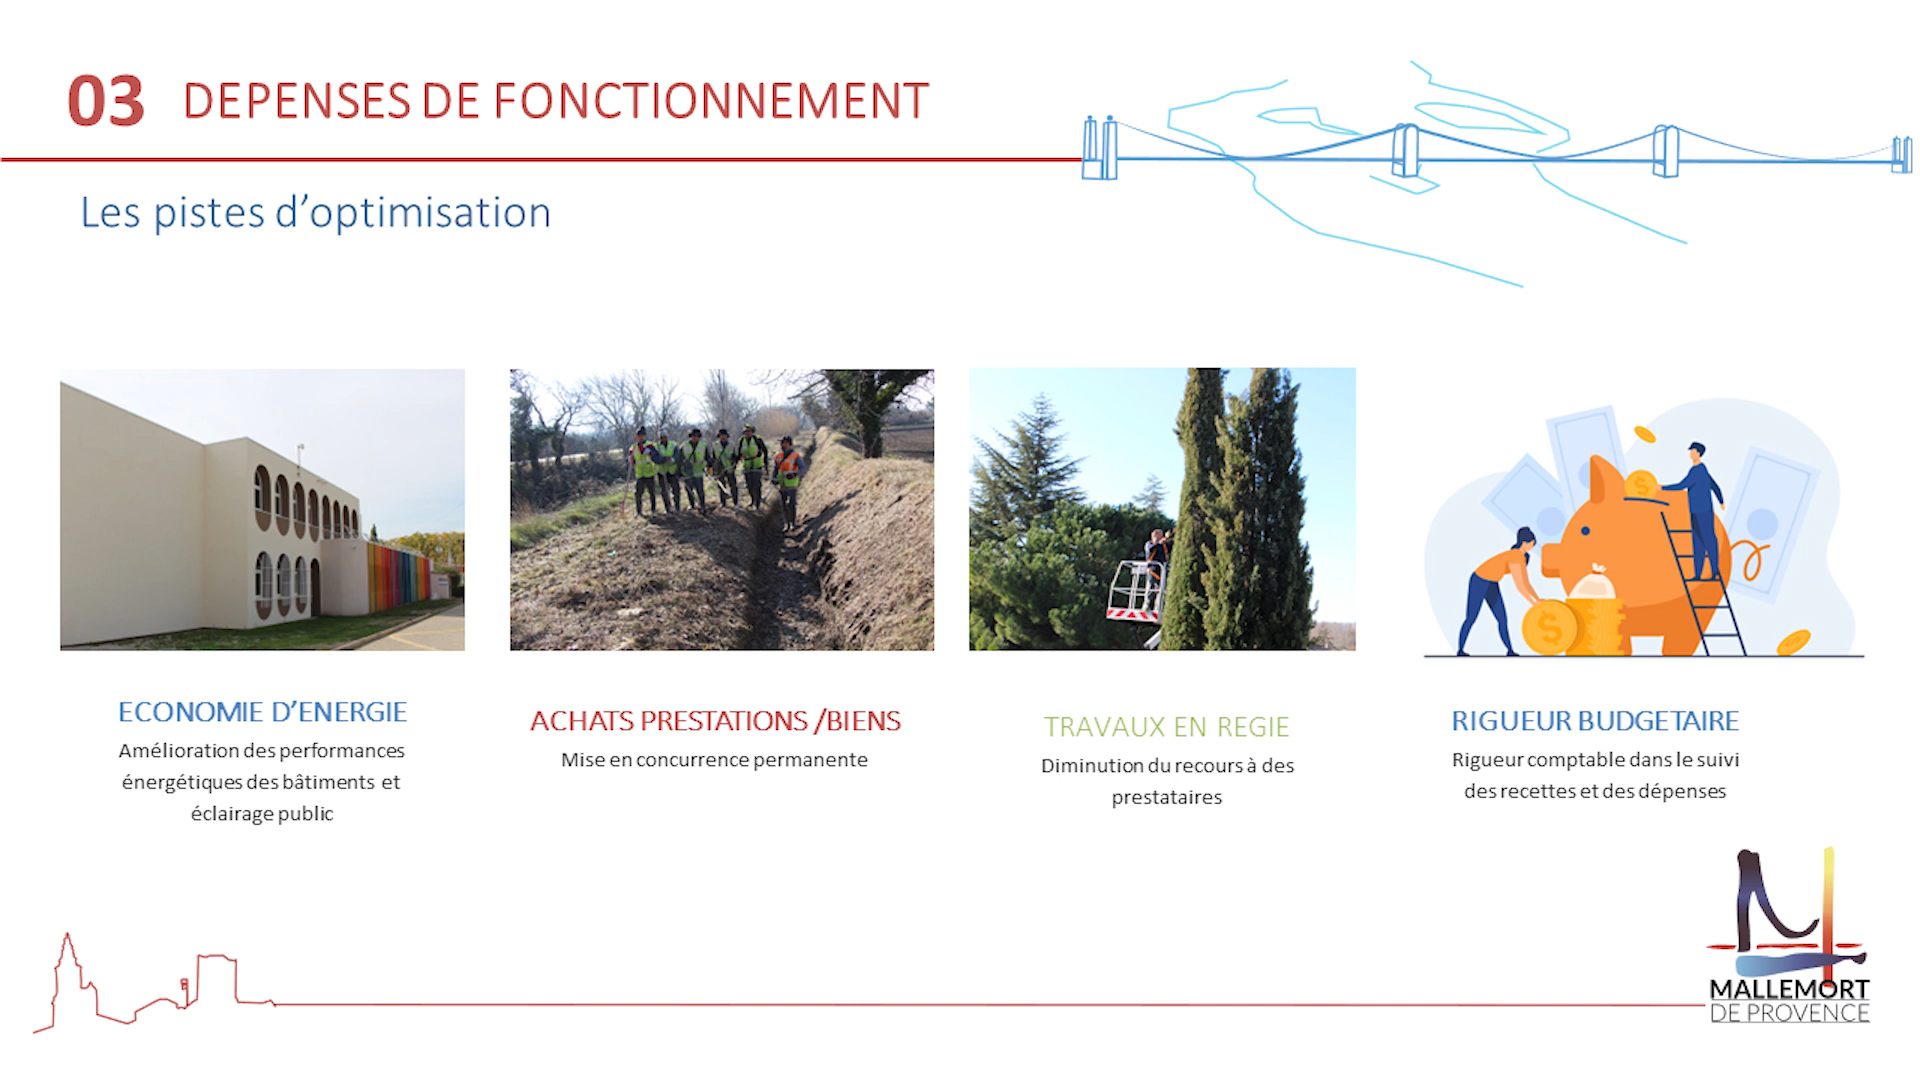 03 DEPENSES DE FONCTIONNEMENT
Les pistes d’optimisation
ECONOMIE D’ENERGIE
Amélioration des performances
énergétiques des bâtiments et
éclairage public
ACHATS PRESTATIONS /BIENS
Mise en concurrence permanente
TRAVAUX EN REGIE
Diminution du recours à des
prestataires
RIGUEUR BUDGETAIRE
Rigueur comptable dans le suivi
des recettes et des dépenses
MALLEMORT
DE PROVENCE